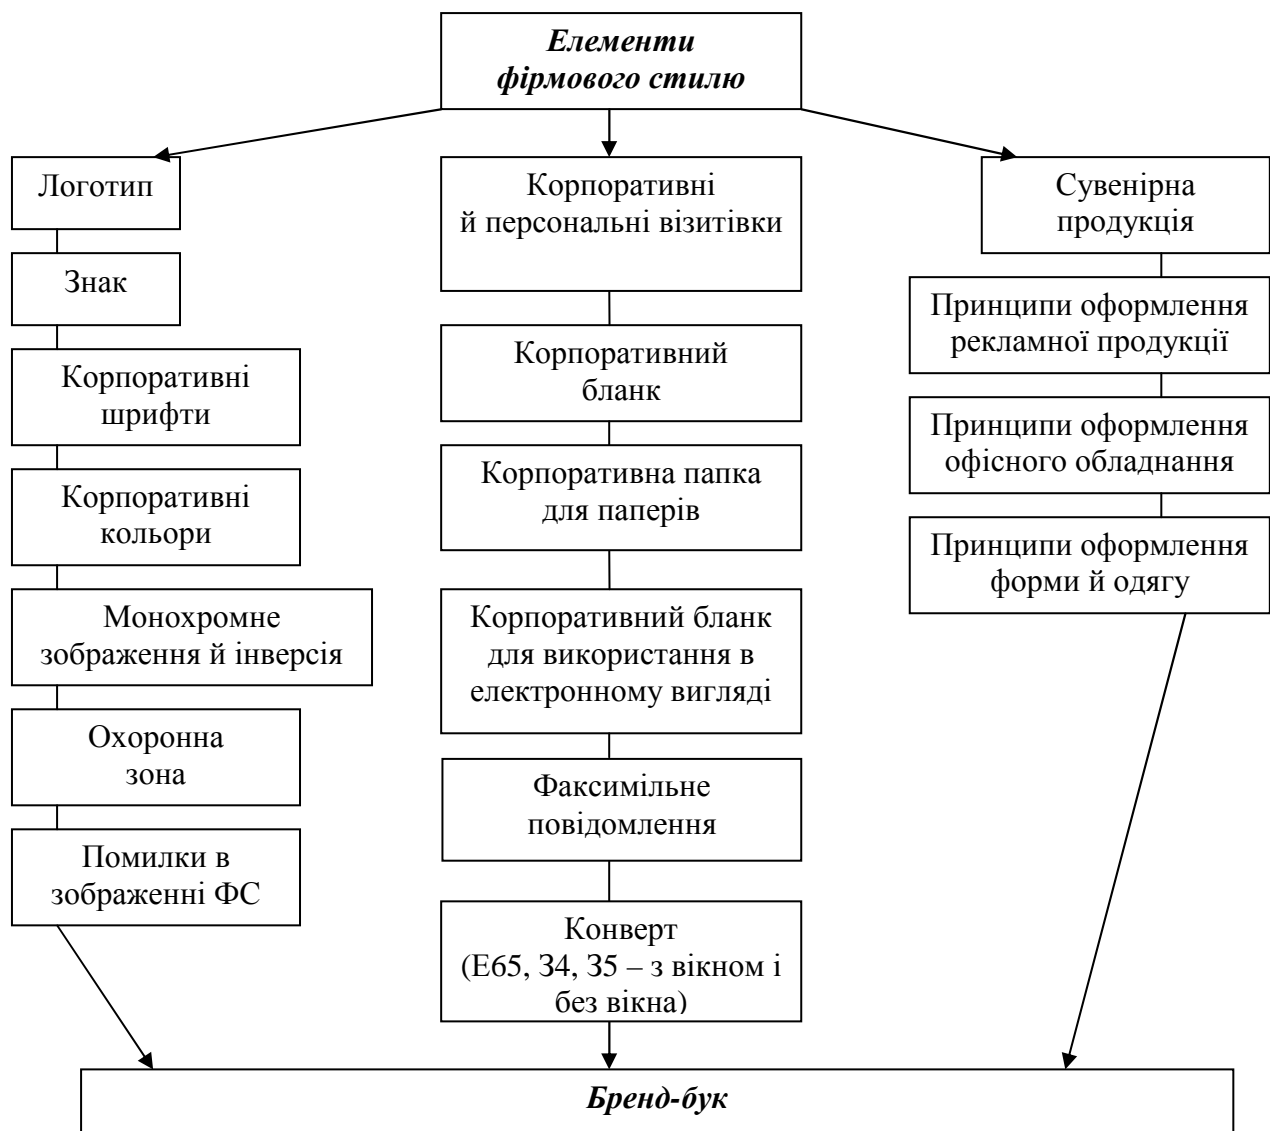 Елементи
фірмового стилю
Логотип
Знак
Корпоративні
шрифти
Корпоративні
кольори
Монохромне
зображення й інверсія
Охоронна
зона
Помилки в
зображенні ФС
Корпоративні
й персональні візитівки
Корпоративний
бланк
Корпоративна папка
для паперів
Корпоративний бланк
для використання в
електронному вигляді
Факсимільне
повідомлення
Конверт
(Е65, З4, З5 – з вікном і
без вікна)
Сувенірна
продукція
Принципи оформлення
рекламної продукції
Принципи оформлення
офісного обладнання
Принципи оформлення
форми й одягу
Бренд-бук